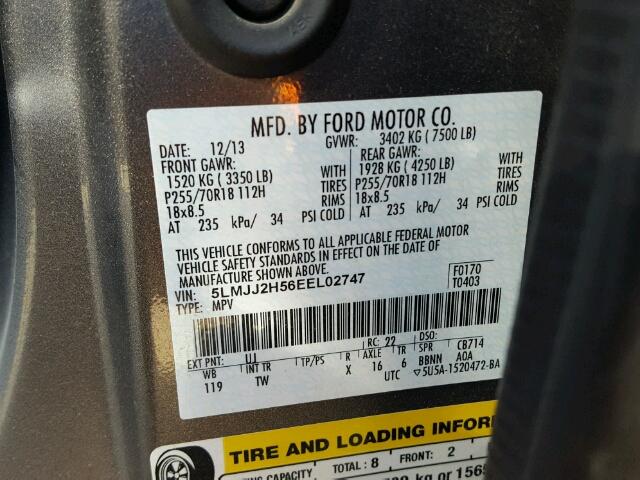 MFD. BY FORD MOTOR CO.
DATE: 12/13 GVWR: 3402 KG ( 7500 LB)
FRONT GAWR: REAR GAWR:
1520 KG ( 3350 LB) WITH 1928 KG ( 4250 LB) WITH
P255/70R18 112H TIRES P255/70R18 112H TIRES
18x8.5 RIMS 18x8.5 RIMS
AT 235 kPa/ 34 PSI COLD AT 235 kPa/ 34 PSI COLD
THIS VEHICLE CONFORMS TO ALL APPLICABLE FEDERAL MOTOR
VEHICLE SAFETY STANDARDS IN EFFECT ON THE DATE OF
MANUFACTURE SHOWN ABOVE.
VIN: 5LMJJ2H56EEL02747 F0170
TYPE: MPV T0403
EXT PNT: UJ RC: 22 DSO:
WB INT TR TP/PS R AXLE TR SPR CB714
119 TW X 16 6 BBNN AOA
UTC ▽5U5A-1520472-BA
TIRE AND LOADING INFOR
CAPACITY TOTAL: 8 FRONT: 2
kg or 1565